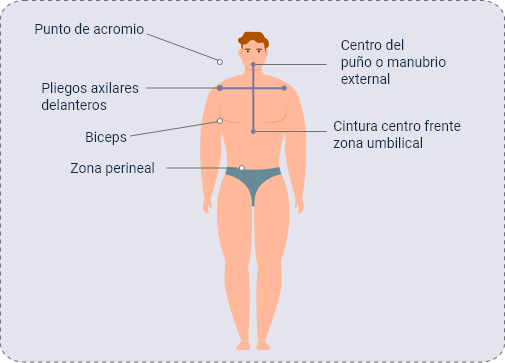 Punto de acromio
Pliegos axilares
delanteros
Biceps
Zona perineal
Centro del
puño o manubrio
external
Cintura centro frente
zona umbilical